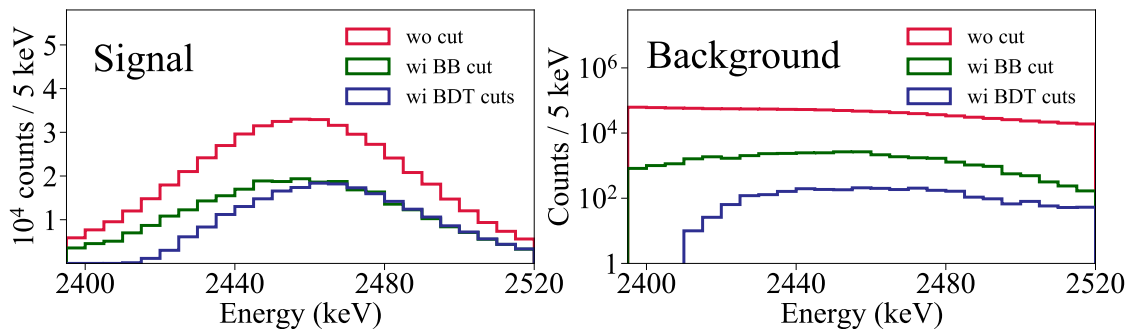 Signal
wo cut
wi BB cut
wi BDT cuts
10⁴ counts / 5 keV
5
4
3
2
1
2400 2440 2480 2520
Energy (keV)
Background
wo cut
wi BB cut
wi BDT cuts
Counts / 5 keV
10⁶
10⁴
10²
1
2400 2440 2480 2520
Energy (keV)